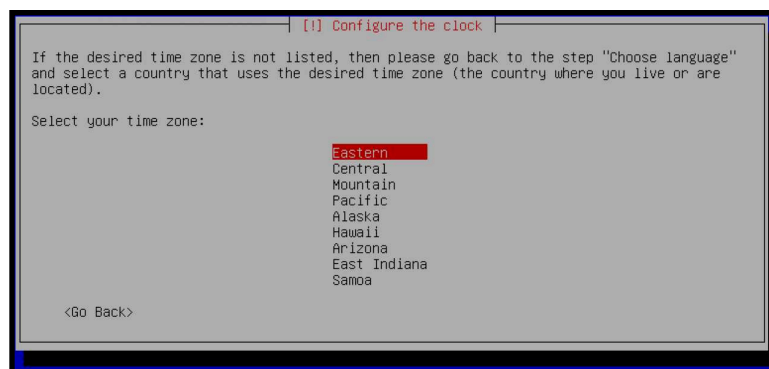 [!] Configure the clock
If the desired time zone is not listed, then please go back to the step "Choose language"
and select a country that uses the desired time zone (the country where you live or are
located).
Select your time zone:
Eastern
Central
Mountain
Pacific
Alaska
Hawaii
Arizona
East Indiana
Samoa
<Go Back>